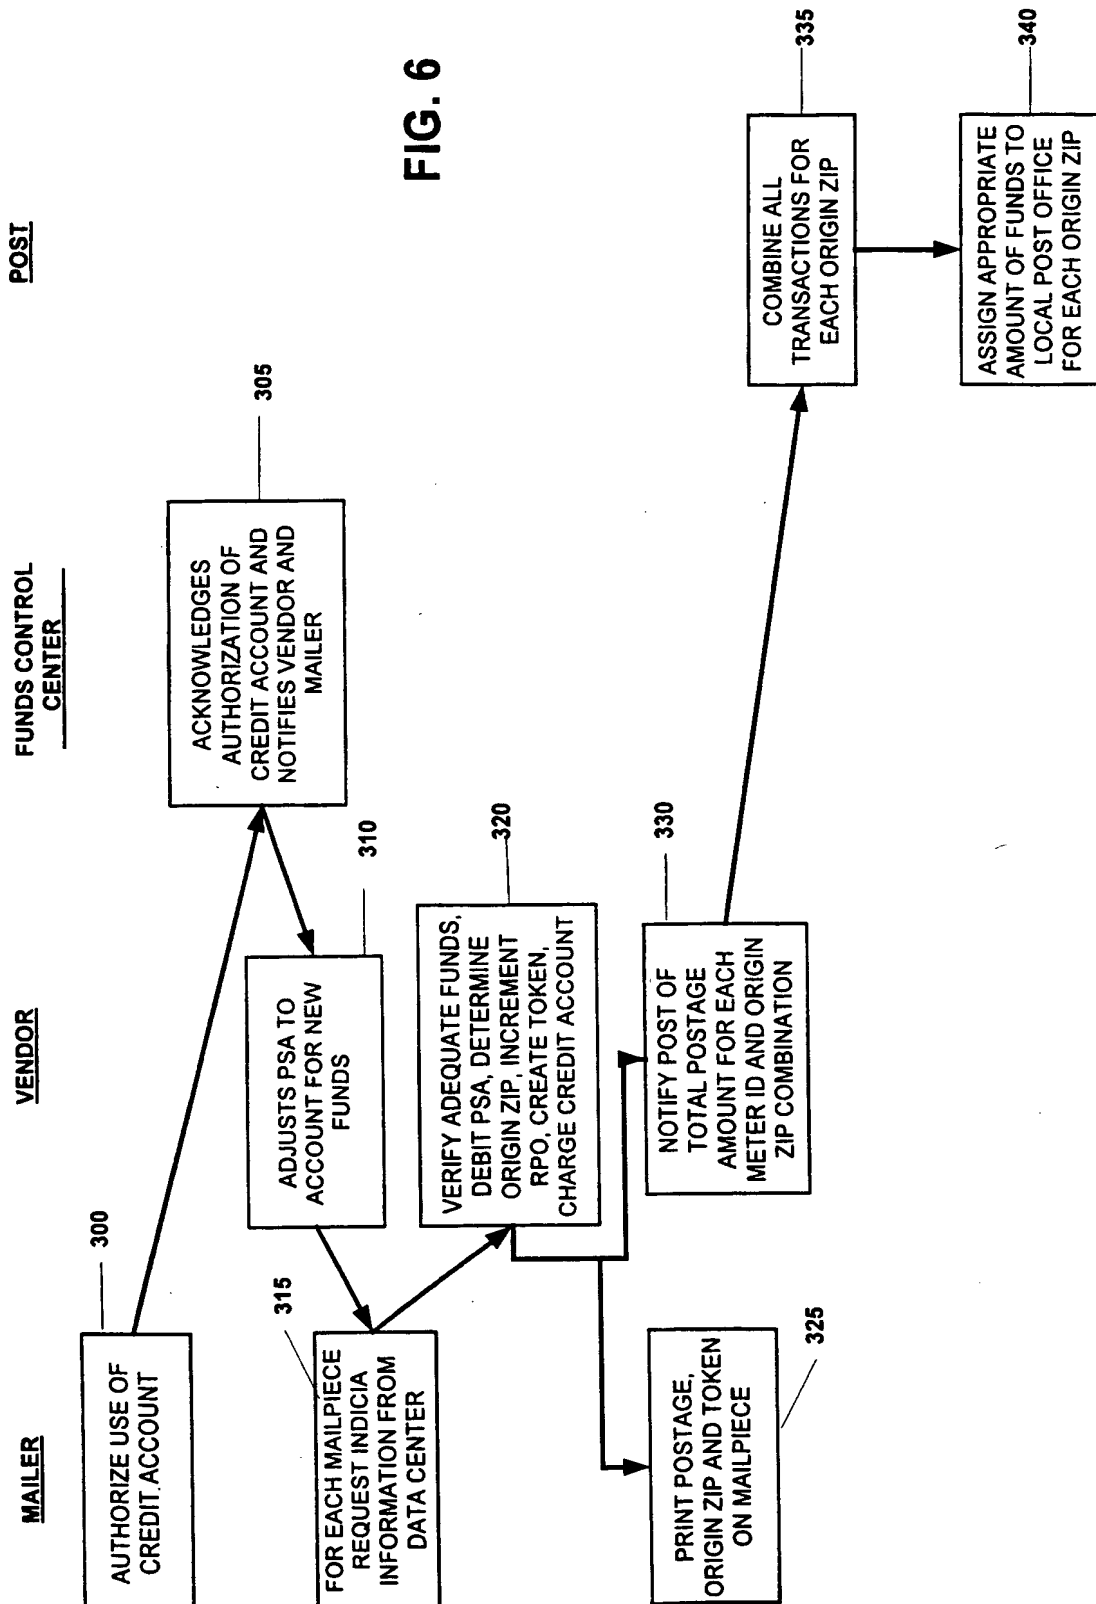 MAILER
VENDOR
FUNDS CONTROL
CENTER
POST
300
AUTHORIZE USE OF
CREDIT ACCOUNT
305
ACKNOWLEDGES
AUTHORIZATION OF
CREDIT ACCOUNT AND
NOTIFIES VENDOR AND
MAILER
310
ADJUSTS PSA TO
ACCOUNT FOR NEW
FUNDS
315
FOR EACH MAILPIECE
REQUEST INDICIA
INFORMATION FROM
DATA CENTER
320
VERIFY ADEQUATE FUNDS,
DEBIT PSA, DETERMINE
ORIGIN ZIP, INCREMENT
RPO, CREATE TOKEN,
CHARGE CREDIT ACCOUNT
FIG. 6
325
PRINT POSTAGE,
ORIGIN ZIP AND TOKEN
ON MAILPIECE
330
NOTIFY POST OF
TOTAL POSTAGE
AMOUNT FOR EACH
METER ID AND ORIGIN
ZIP COMBINATION
335
COMBINE ALL
TRANSACTIONS FOR
EACH ORIGIN ZIP
340
ASSIGN APPROPRIATE
AMOUNT OF FUNDS TO
LOCAL POST OFFICE
FOR EACH ORIGIN ZIP